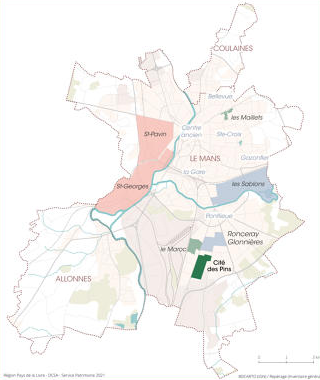 COULAINES
Bellevue
les Maillets
Centre
ancien
St-Pavin
Ste-Croix
LE MANS
Gazonfier
la Gare
les Sablons
St-Georges
Pontlieue
Ronceray
Glonnières
le Maroc
Cité
des Pins
ALLONNES
Région Pays de la Loire - DCSA - Service Patrimoine 2021